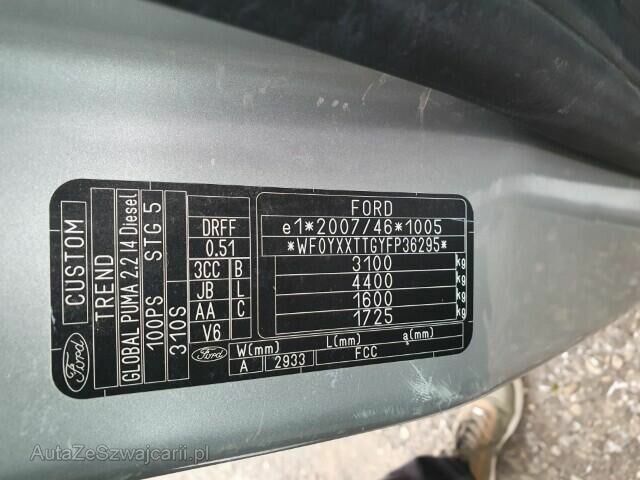 CUSTOM
TREND
GLOBAL PUMA 2.2 I4 Diesel
100PS STG 5
310S
DRFF
0.51
3CC B
JB L
AA C
V6
Ford
Ford
FORD
e1*2007/46*1005
*WF0YXXTTGYFP36295*
3100 kg
4400 kg
1600 kg
1725 kg
W(mm) L(mm) a(mm)
A 2933 FCC
AutaZeSzwajcarii.pl